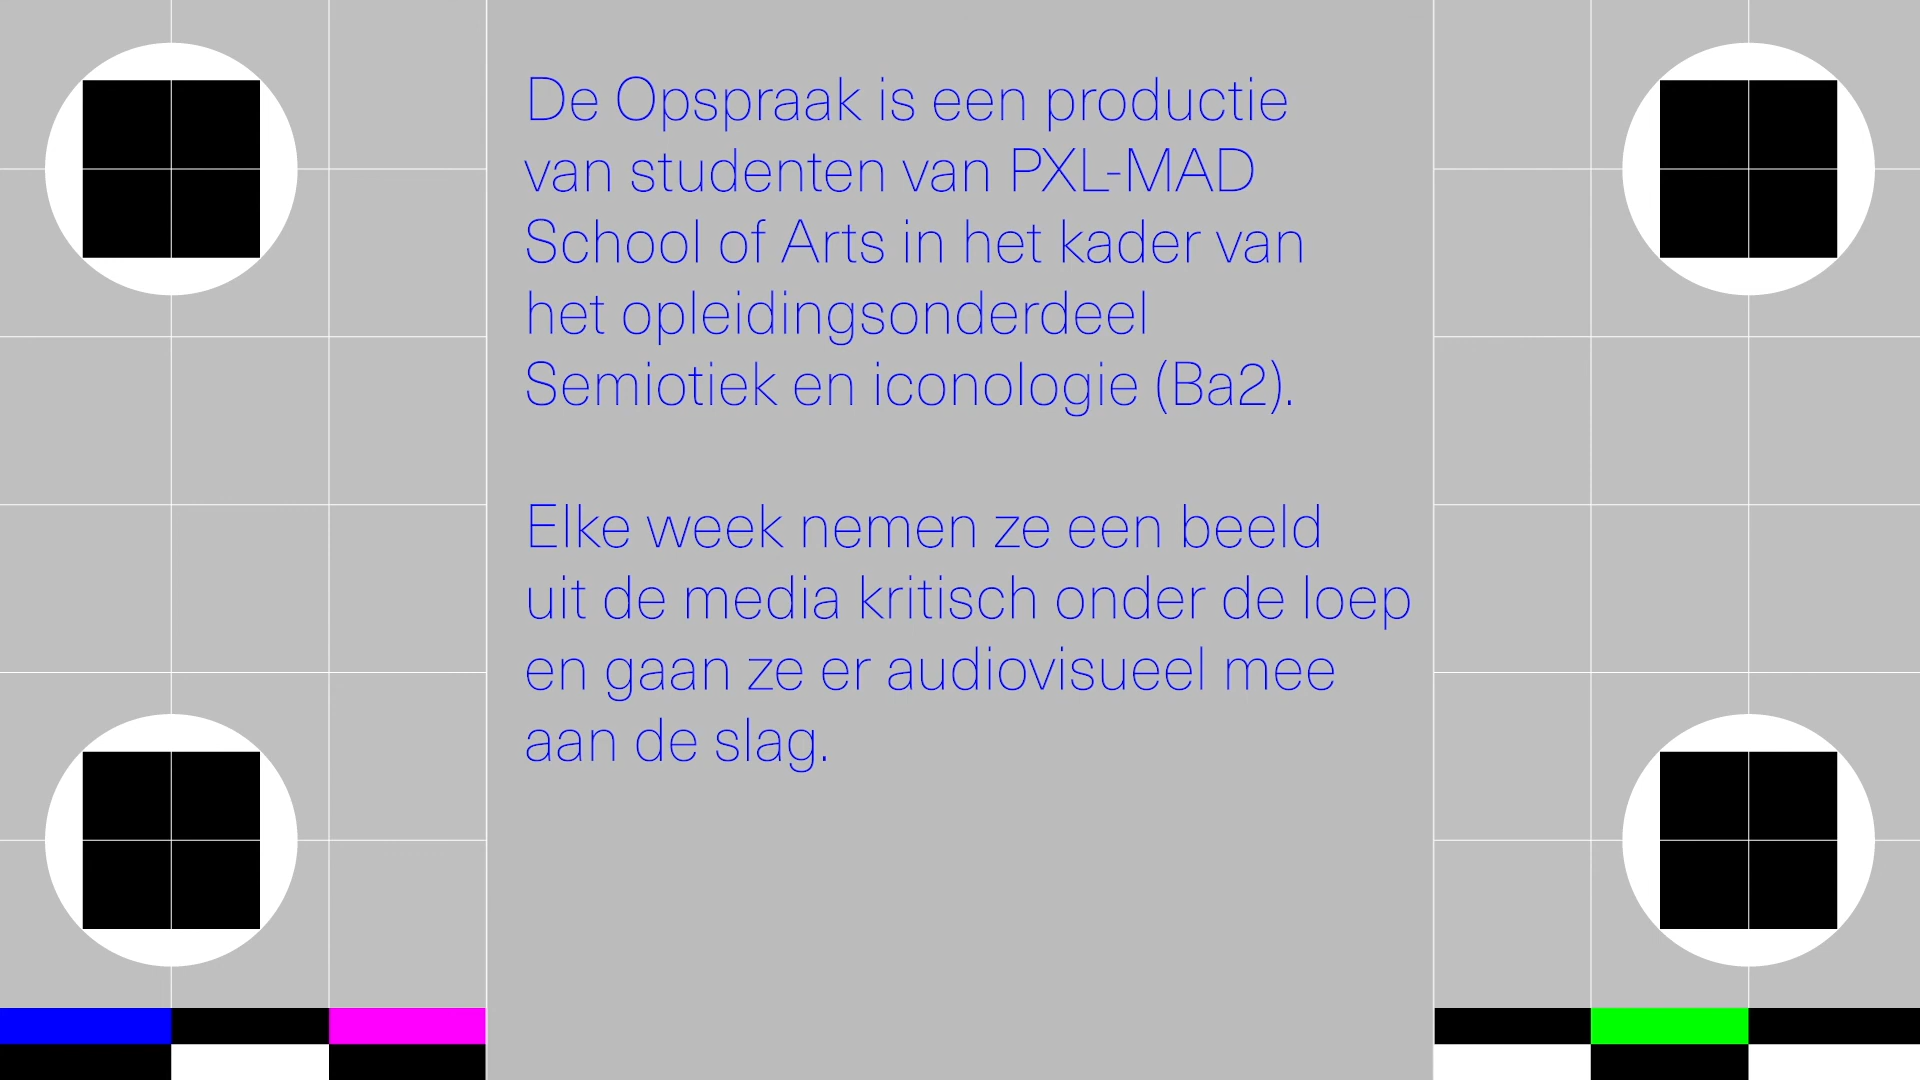 De Opspraak is een productie
van studenten van PXL-MAD
School of Arts in het kader van
het opleidingsonderdeel
Semiotiek en iconologie (Ba2).
Elke week nemen ze een beeld
uit de media kritisch onder de loep
en gaan ze er audiovisueel mee
aan de slag.